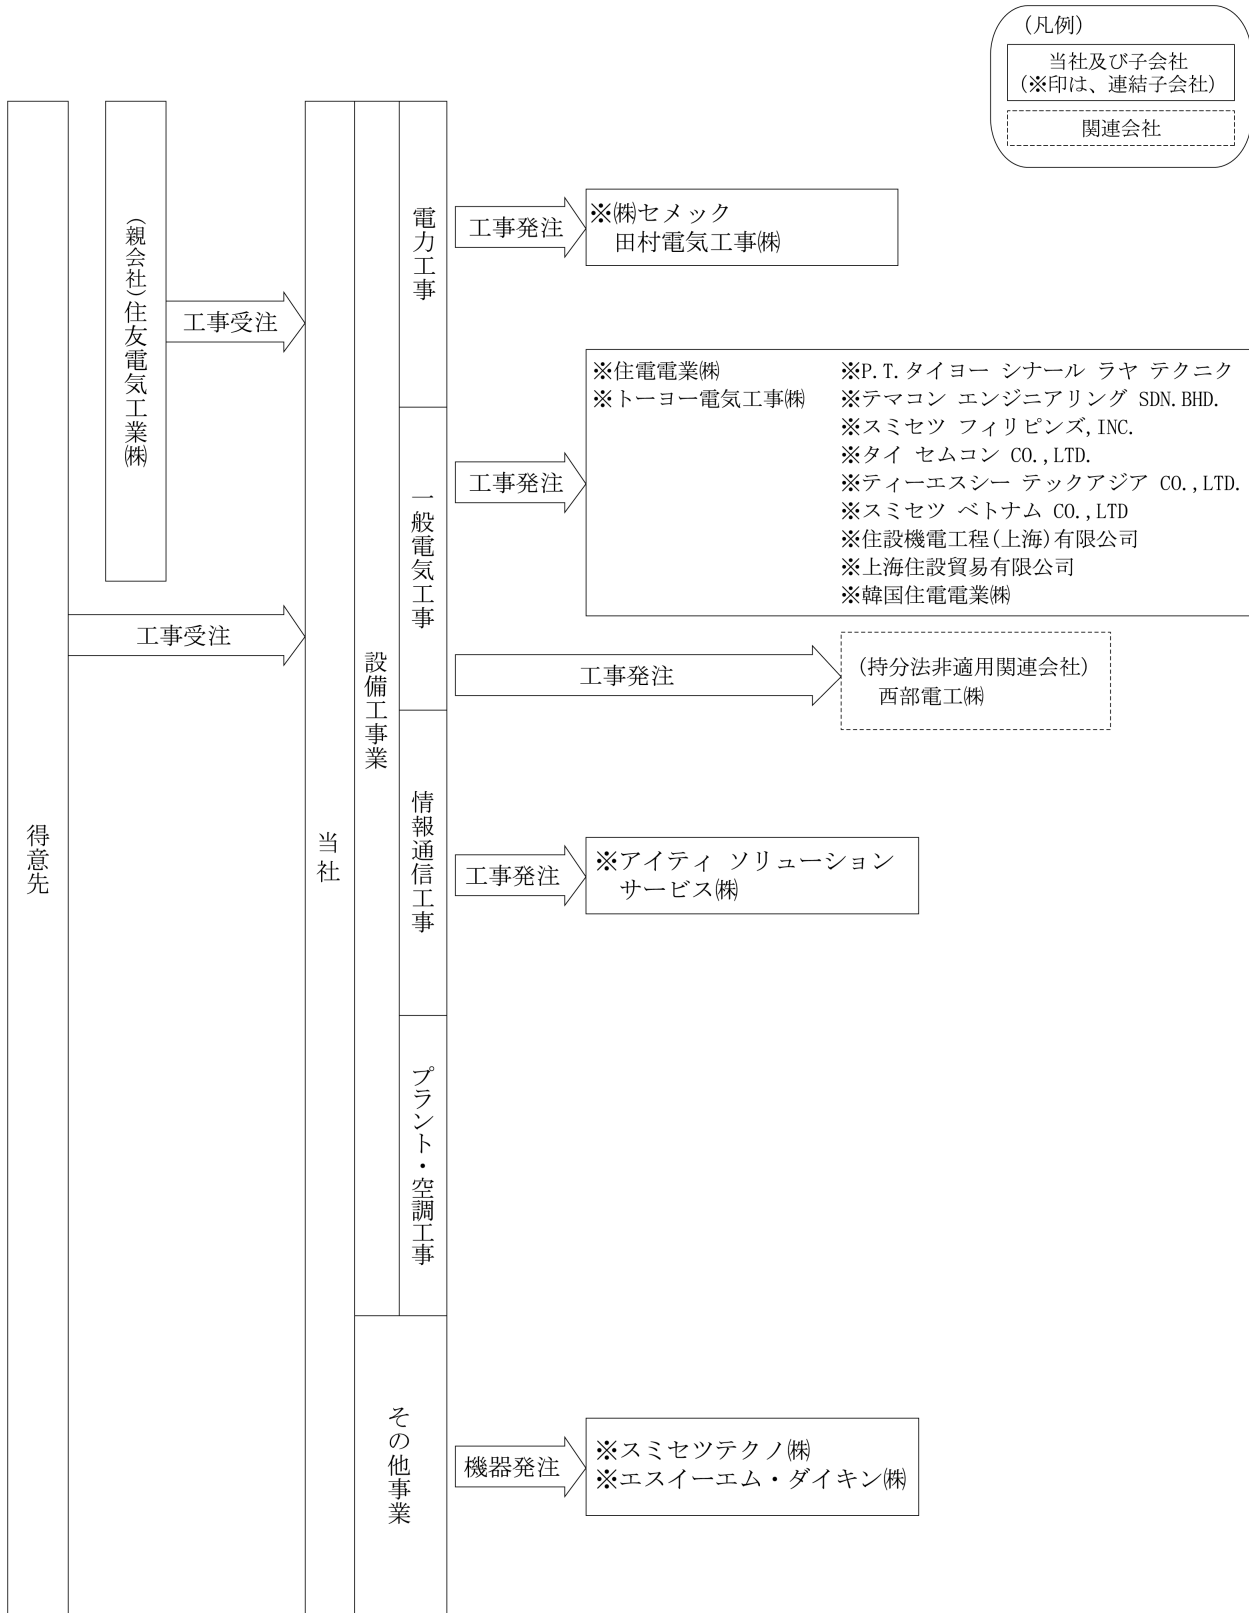 (凡例)
当社及び子会社
(※印は、連結子会社)
関連会社
得意先
(親会社)住友電気工業㈱
工事受注
工事受注
当社
設備工事業
電力工事
工事発注
※㈱セメック
田村電気工事㈱
一般電気工事
工事発注
※住電電業㈱
※トーヨー電気工事㈱
※P.T.タイヨー シナール ラヤ テクニク
※テマコン エンジニアリング SDN.BHD.
※スミセツ フィリピンズ,INC.
※タイ セムコン CO.,LTD.
※ティーエスシー テックアジア CO.,LTD.
※スミセツ ベトナム CO.,LTD
※住設機電工程(上海)有限公司
※上海住設貿易有限公司
※韓国住電電業㈱
工事発注
(持分法非適用関連会社)
西部電工㈱
情報通信工事
工事発注
※アイティ ソリューション
サービス㈱
プラント・空調工事
その他事業
機器発注
※スミセツテクノ㈱
※エスイーエム・ダイキン㈱